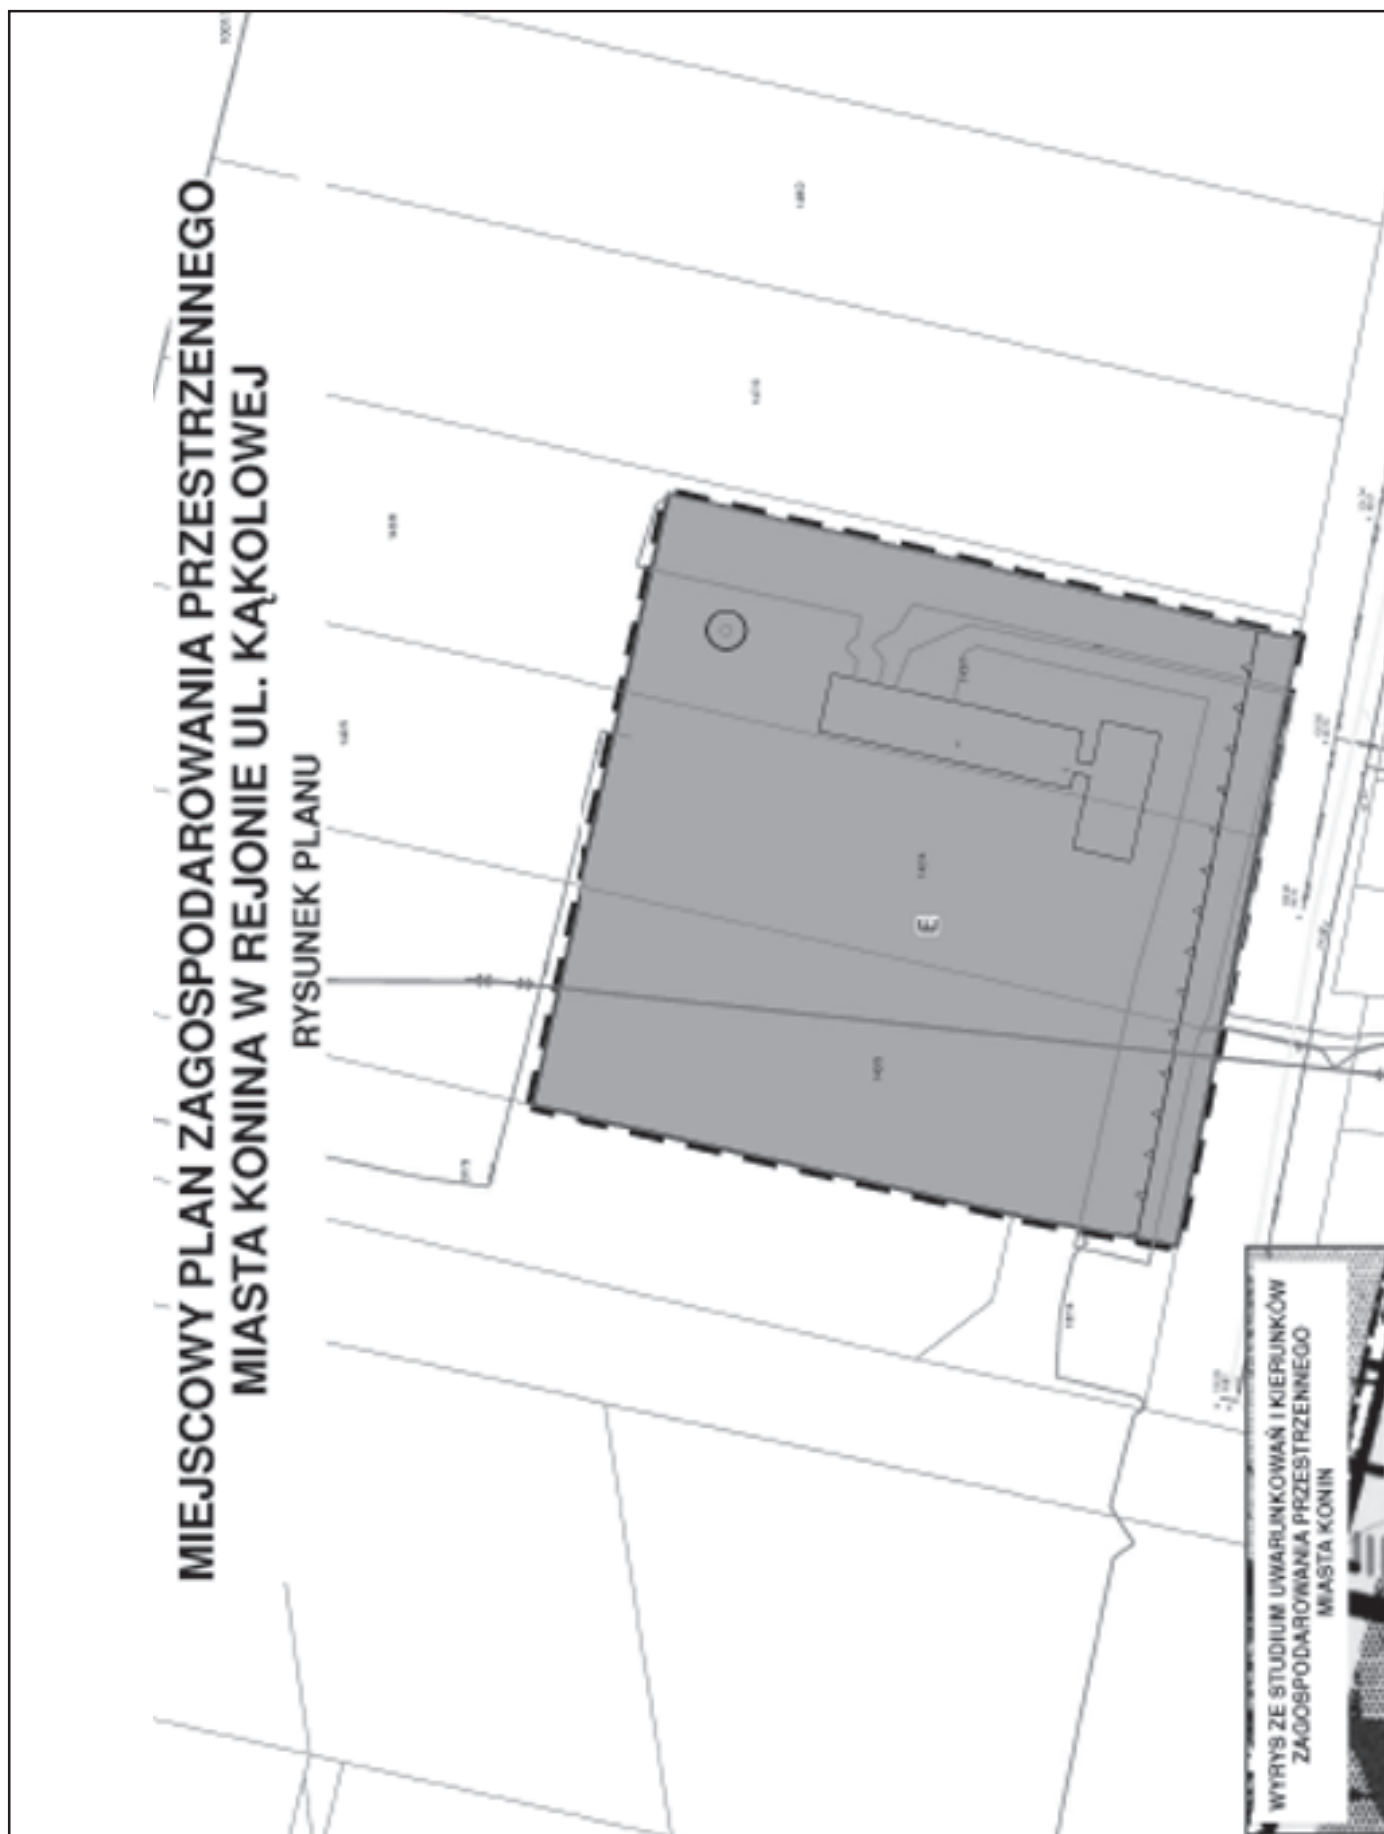 MIEJSCOWY PLAN ZAGOSPODAROWANIA PRZESTRZENNEGO
MIASTA KONINA W REJONIE UL. KĄKOLOWEJ
RYSUNEK PLANU
E
WYRYS ZE STUDIUM UWARUNKOWAŃ I KIERUNKÓW
ZAGOSPODAROWANIA PRZESTRZENNEGO
MIASTA KONIN